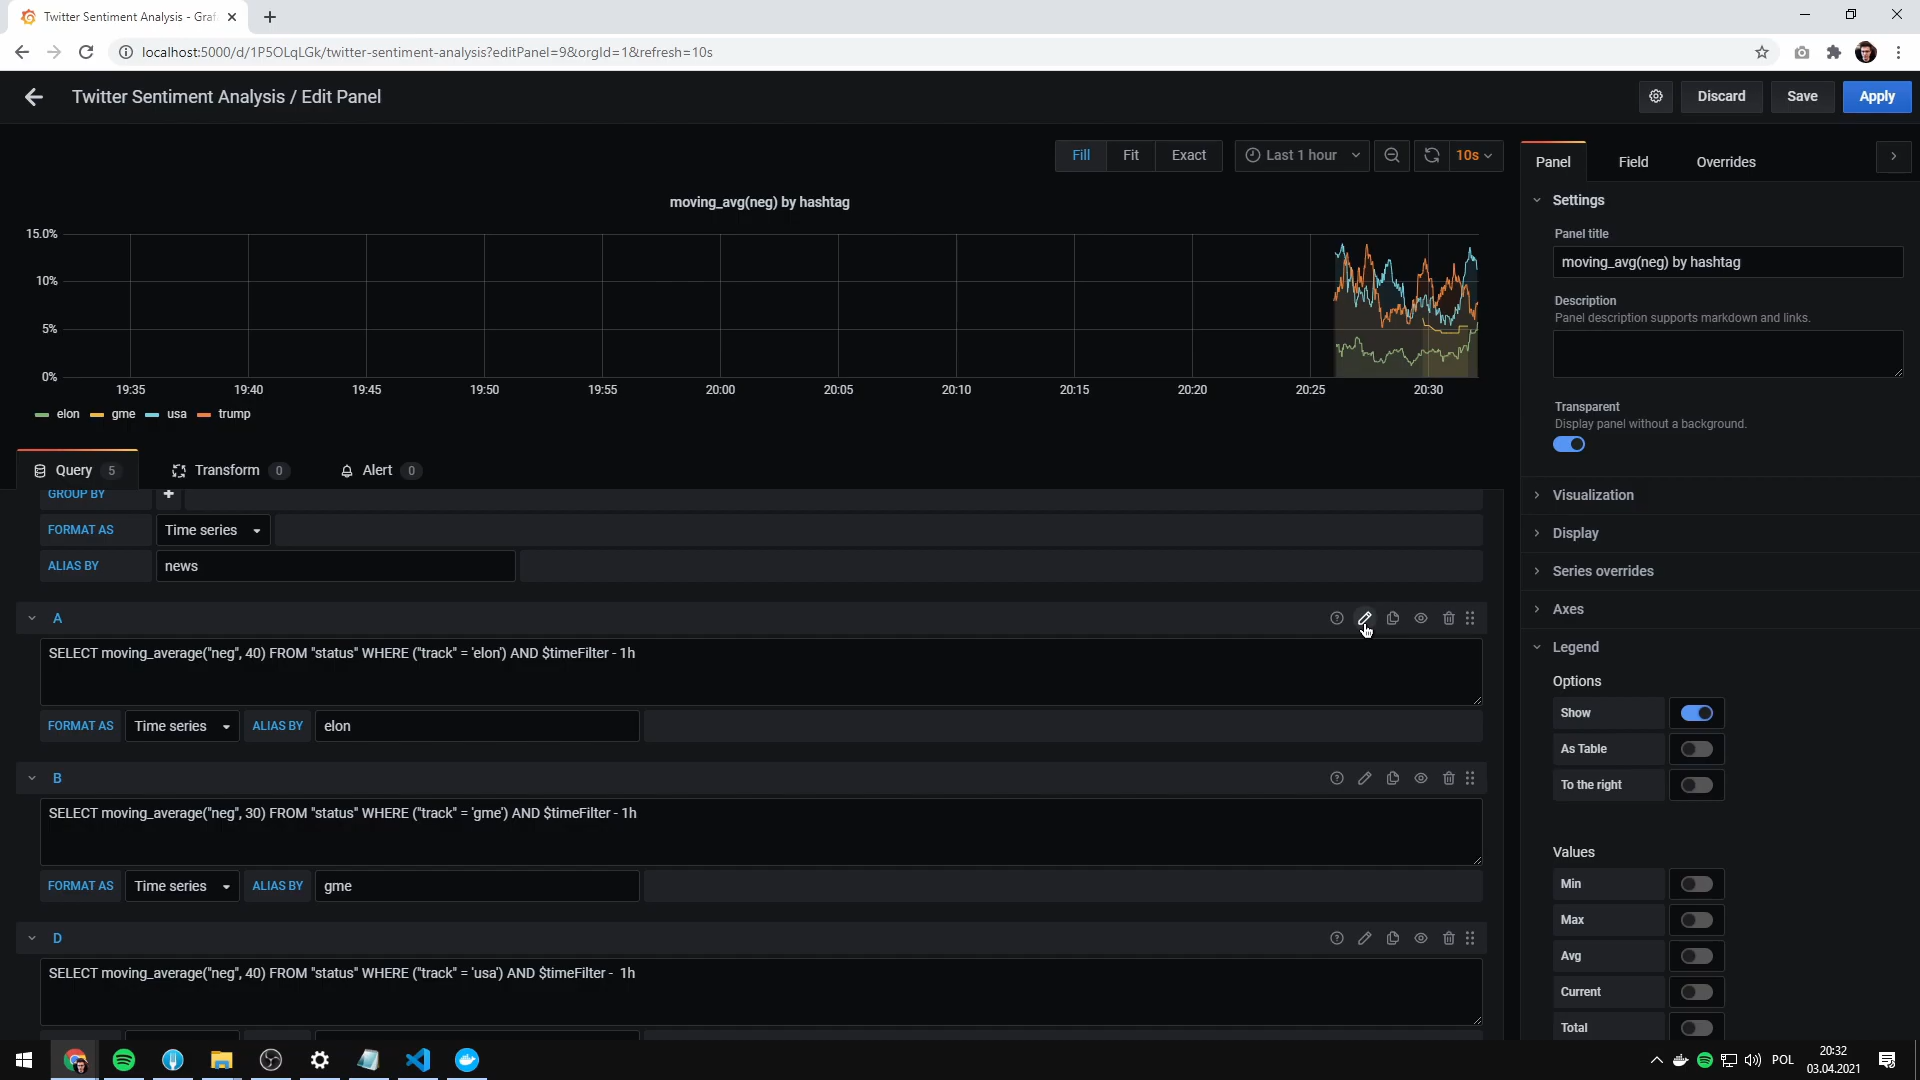 Twitter Sentiment Analysis - Graf
localhost:5000/d/1P5OLqLGk/twitter-sentiment-analysis?editPanel=9&orgId=1&refresh=10s
Twitter Sentiment Analysis / Edit Panel
Discard
Save
Apply
Fill
Fit
Exact
Last 1 hour
10s
Panel
Field
Overrides
moving_avg(neg) by hashtag
15.0%
10%
5%
0%
19:35
19:40
19:45
19:50
19:55
20:00
20:05
20:10
20:15
20:20
20:25
20:30
elon
gme
usa
trump
Query 5
Transform 0
Alert 0
GROUP BY
+
FORMAT AS
Time series
ALIAS BY
news
A
SELECT moving_average("neg", 40) FROM "status" WHERE ("track" = 'elon') AND $timeFilter - 1h
FORMAT AS
Time series
ALIAS BY
elon
B
SELECT moving_average("neg", 30) FROM "status" WHERE ("track" = 'gme') AND $timeFilter - 1h
FORMAT AS
Time series
ALIAS BY
gme
D
SELECT moving_average("neg", 40) FROM "status" WHERE ("track" = 'usa') AND $timeFilter -  1h
Settings
Panel title
moving_avg(neg) by hashtag
Description
Panel description supports markdown and links.
Transparent
Display panel without a background.
Visualization
Display
Series overrides
Axes
Legend
Options
Show
As Table
To the right
Values
Min
Max
Avg
Current
Total
POL
20:32
03.04.2021